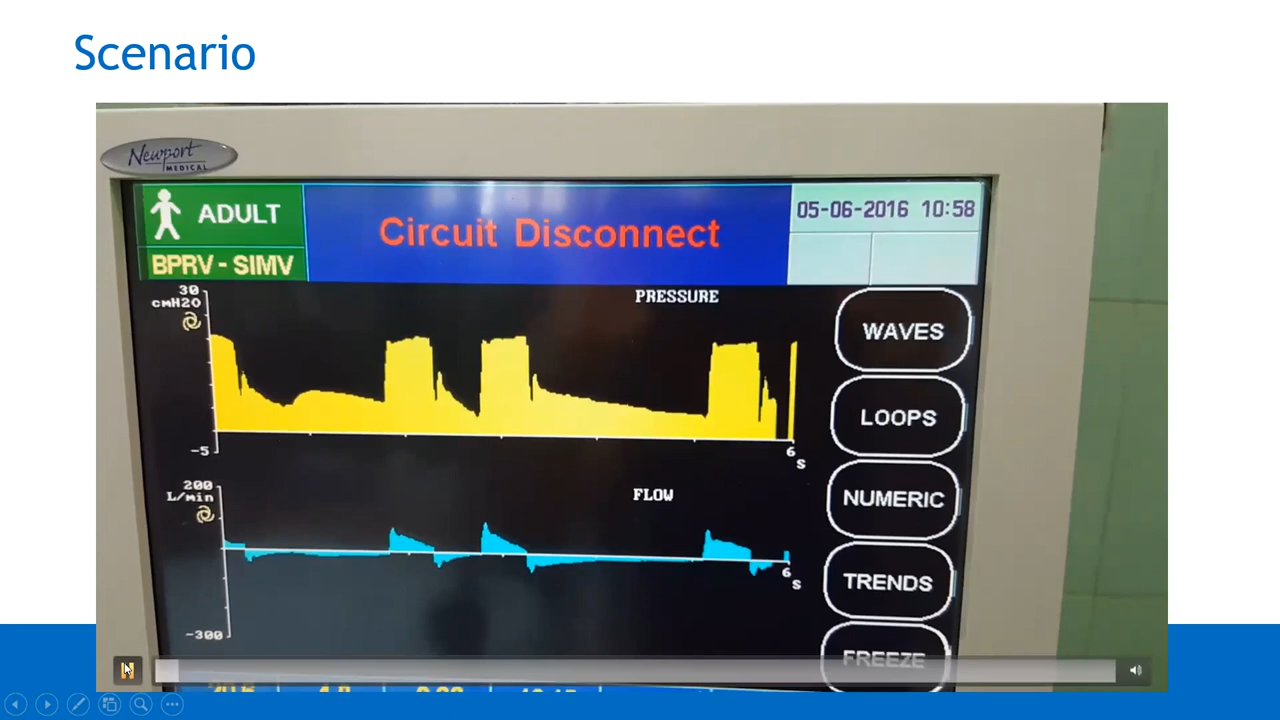 Scenario
Newport
MEDICAL
ADULT
BPRV - SIMV
Circuit Disconnect
05-06-2016 10:58
30
cmH2O
PRESSURE
-5
6
S
200
L/min
FLOW
6
S
-300
WAVES
LOOPS
NUMERIC
TRENDS
FREEZE